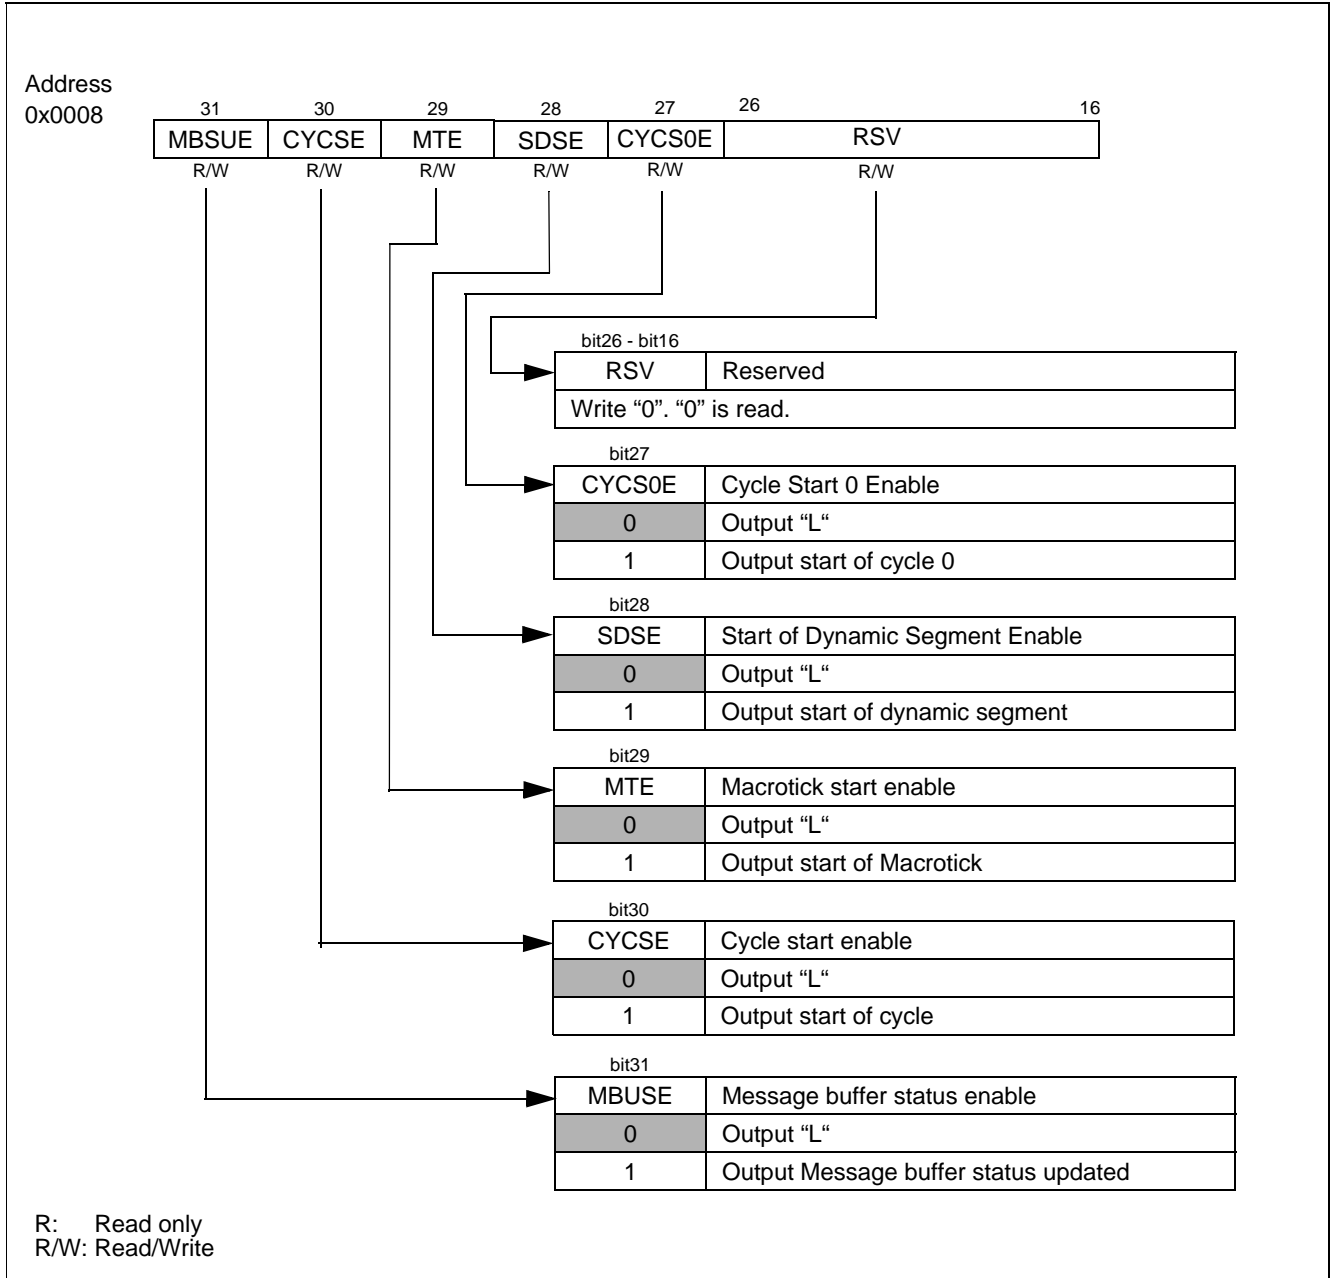 Address
0x0008
31 30 29 28 27 26 16
MBSUE CYCSE MTE SDSE CYCS0E RSV
R/W R/W R/W R/W R/W R/W
bit26 - bit16
RSV Reserved
Write “0”. “0” is read.
bit27
CYCS0E Cycle Start 0 Enable
0 Output “L“
1 Output start of cycle 0
bit28
SDSE Start of Dynamic Segment Enable
0 Output “L“
1 Output start of dynamic segment
bit29
MTE Macrotick start enable
0 Output “L“
1 Output start of Macrotick
bit30
CYCSE Cycle start enable
0 Output “L“
1 Output start of cycle
bit31
MBUSE Message buffer status enable
0 Output “L“
1 Output Message buffer status updated
R: Read only
R/W: Read/Write